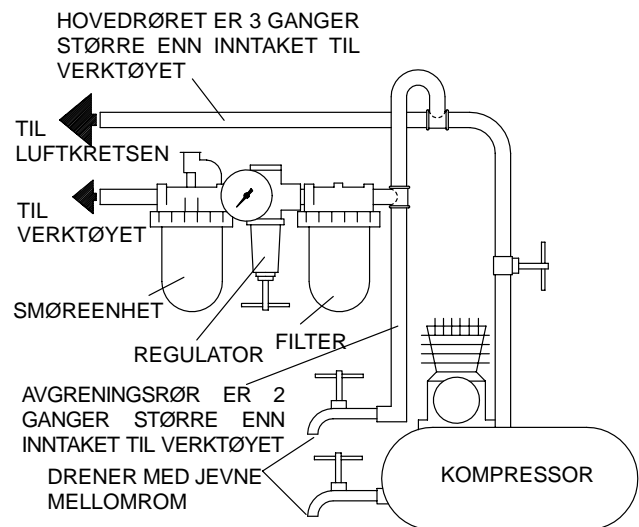 HOVEDRØRET ER 3 GANGER
STØRRE ENN INNTAKET TIL
VERKTØYET
TIL
LUFTKRETSEN
TIL
VERKTØYET
SMØREENHET
REGULATOR
FILTER
AVGRENINGSRØR ER 2
GANGER STØRRE ENN
INNTAKET TIL VERKTØYET
DRENER MED JEVNE
MELLOMROM
KOMPRESSOR